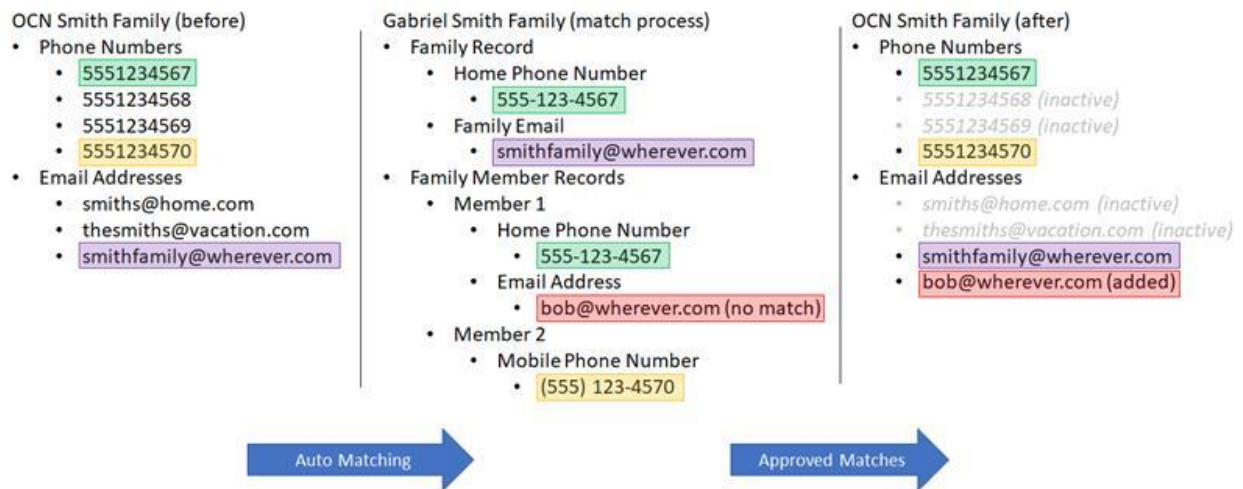 OCN Smith Family (before)
• Phone Numbers
• 5551234567
• 5551234568
• 5551234569
• 5551234570
• Email Addresses
• smiths@home.com
• thesmiths@vacation.com
• smithfamily@wherever.com
Gabriel Smith Family (match process)
• Family Record
• Home Phone Number
• 555-123-4567
• Family Email
• smithfamily@wherever.com
• Family Member Records
• Member 1
• Home Phone Number
• 555-123-4567
• Email Address
• bob@wherever.com (no match)
• Member 2
• Mobile Phone Number
• (555) 123-4570
OCN Smith Family (after)
• Phone Numbers
• 5551234567
• 5551234568 (inactive)
• 5551234569 (inactive)
• 5551234570
• Email Addresses
• smiths@home.com (inactive)
• thesmiths@vacation.com (inactive)
• smithfamily@wherever.com
• bob@wherever.com (added)
Auto Matching
Approved Matches